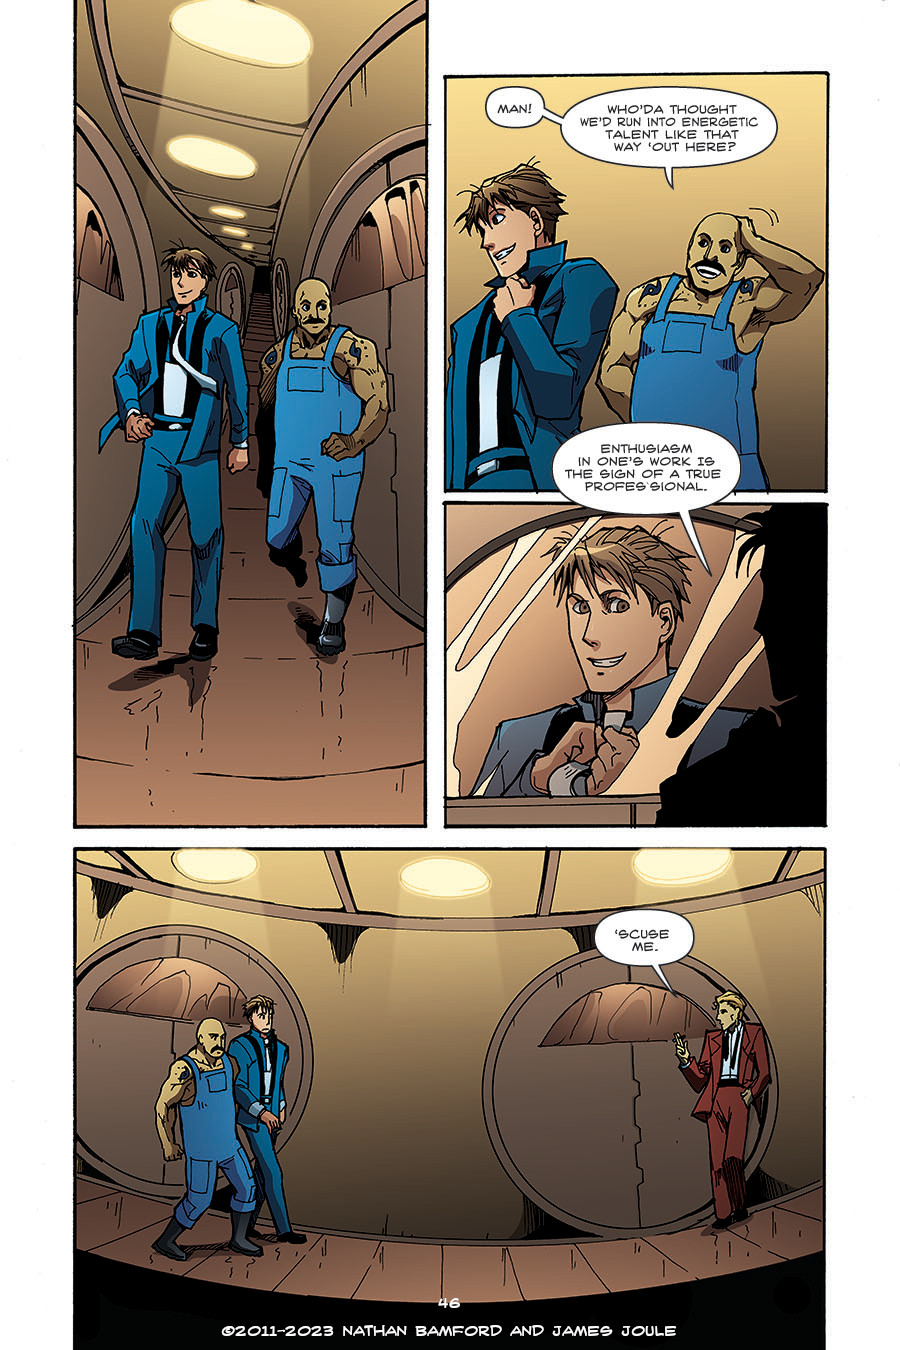 MAN!
WHO'DA THOUGHT
WE'D RUN INTO ENERGETIC
TALENT LIKE THAT
WAY 'OUT HERE?
ENTHUSIASM
IN ONE'S WORK IS
THE SIGN OF A TRUE
PROFESSIONAL.
'SCUSE
ME.
46
©2011-2023 NATHAN BAMFORD AND JAMES JOULE